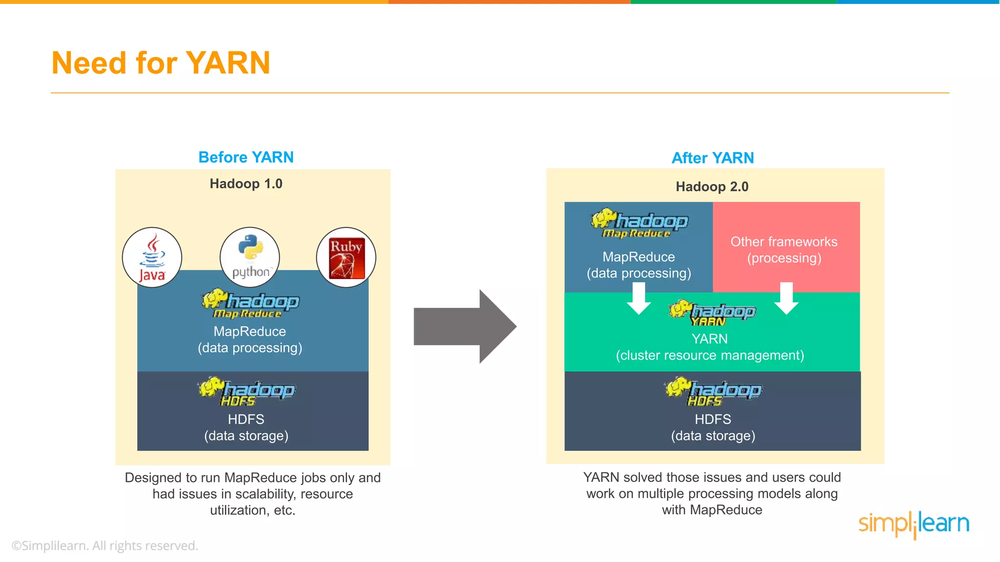 Need for YARN
Before YARN
Hadoop 1.0
Java
python
Ruby
hadoop
Map Reduce
MapReduce
(data processing)
hadoop
HDFS
HDFS
(data storage)
Designed to run MapReduce jobs only and
had issues in scalability, resource
utilization, etc.
After YARN
Hadoop 2.0
hadoop
Map Reduce
MapReduce
(data processing)
Other frameworks
(processing)
hadoop
YARN
YARN
(cluster resource management)
hadoop
HDFS
HDFS
(data storage)
YARN solved those issues and users could
work on multiple processing models along
with MapReduce
simplilearn
©Simplilearn. All rights reserved.